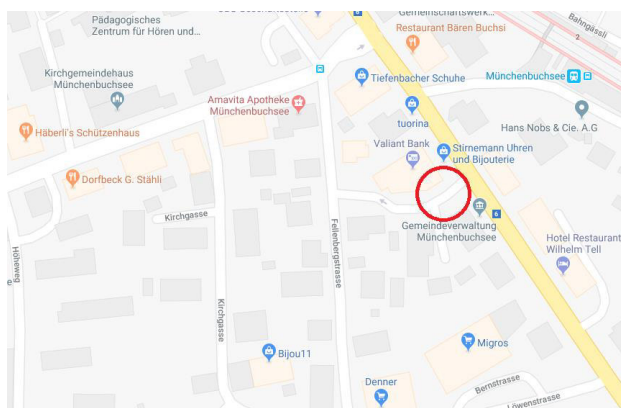 Pädagogisches
Zentrum für Hören und...
Gemeinschaftswerk...
Restaurant Bären Buchsi
Bahngässli
2
Kirchgemeindehaus
Münchenbuchsee
Tiefenbacher Schuhe
Münchenbuchsee
Amavita Apotheke
Münchenbuchsee
tuorina
Hans Nobs & Cie. A.G
Häberli's Schützenhaus
Valiant Bank
Stirnemann Uhren
und Bijouterie
Dorfbeck G. Stähli
Kirchgasse
6
Gemeindeverwaltung
Münchenbuchsee
Höheweg
Fellenbergstrasse
Hotel Restaurant
Wilhelm Tell
Kirchgasse
Bijou11
Migros
Denner
Bernstrasse
Löwenstrasse